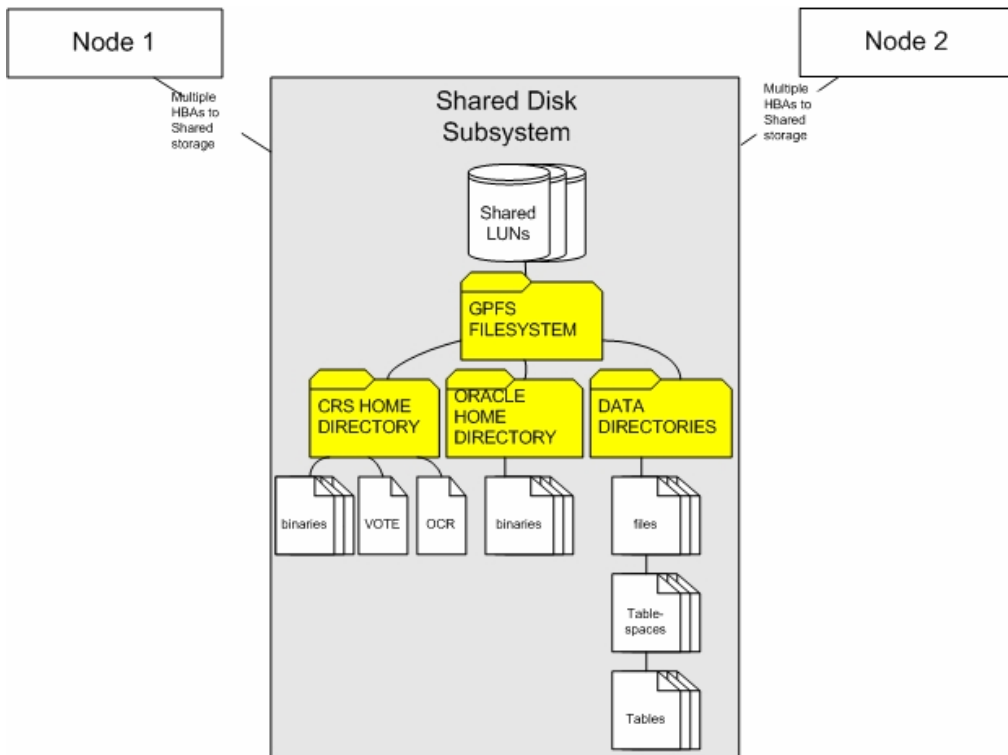 Node 1
Node 2
Multiple
HBAs to
Shared
storage
Multiple
HBAs to
Shared
storage
Shared Disk
Subsystem
Shared
LUNs
GPFS
FILESYSTEM
CRS HOME
DIRECTORY
ORACLE
HOME
DIRECTORY
DATA
DIRECTORIES
binaries
VOTE
OCR
binaries
files
Table-
spaces
Tables